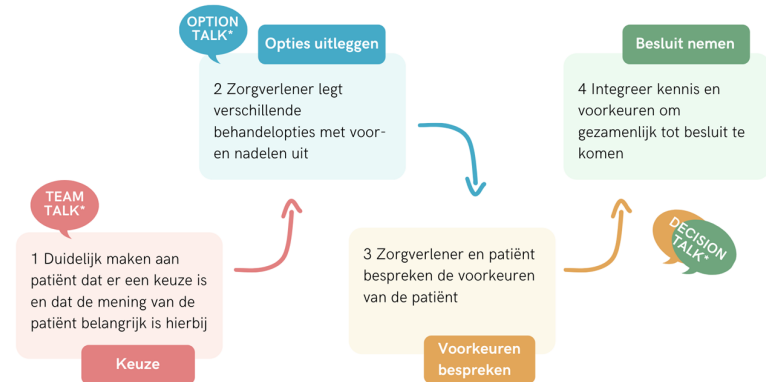 TEAM
TALK*
1 Duidelijk maken aan
patiënt dat er een keuze is
en dat de mening van de
patiënt belangrijk is hierbij
Keuze
OPTION
TALK*
Opties uitleggen
2 Zorgverlener legt
verschillende
behandelopties met voor-
en nadelen uit
3 Zorgverlener en patiënt
bespreken de voorkeuren
van de patiënt
Voorkeuren
bespreken
Besluit nemen
4 Integreer kennis en
voorkeuren om
gezamenlijk tot besluit te
komen
DECISION
TALK*